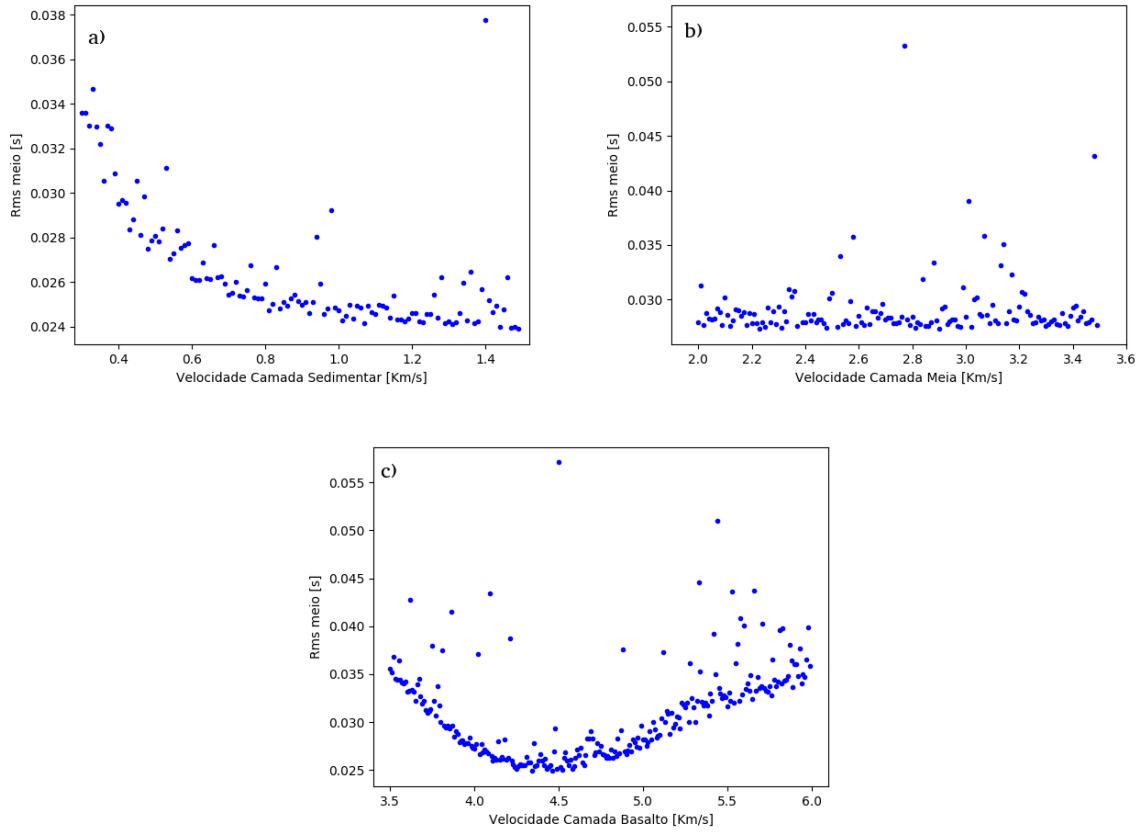 a)
Rms meio [s]
0.038
0.036
0.034
0.032
0.030
0.028
0.026
0.024
0.4 0.6 0.8 1.0 1.2 1.4
Velocidade Camada Sedimentar [Km/s]
b)
Rms meio [s]
0.055
0.050
0.045
0.040
0.035
0.030
2.0 2.2 2.4 2.6 2.8 3.0 3.2 3.4 3.6
Velocidade Camada Meia [Km/s]
c)
Rms meio [s]
0.055
0.050
0.045
0.040
0.035
0.030
0.025
3.5 4.0 4.5 5.0 5.5 6.0
Velocidade Camada Basalto [Km/s]